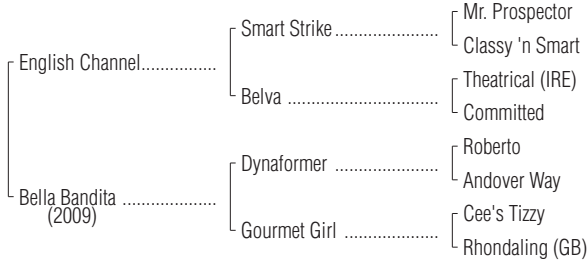 Mr. Prospector
Smart Strike ........................
Classy 'n Smart
English Channel................
Theatrical (IRE)
Belva ..................................
Committed
Roberto
Dynaformer ........................
Andover Way
Bella Bandita .....................
(2009)
Cee's Tizzy
Gourmet Girl .....................
Rhondaling (GB)